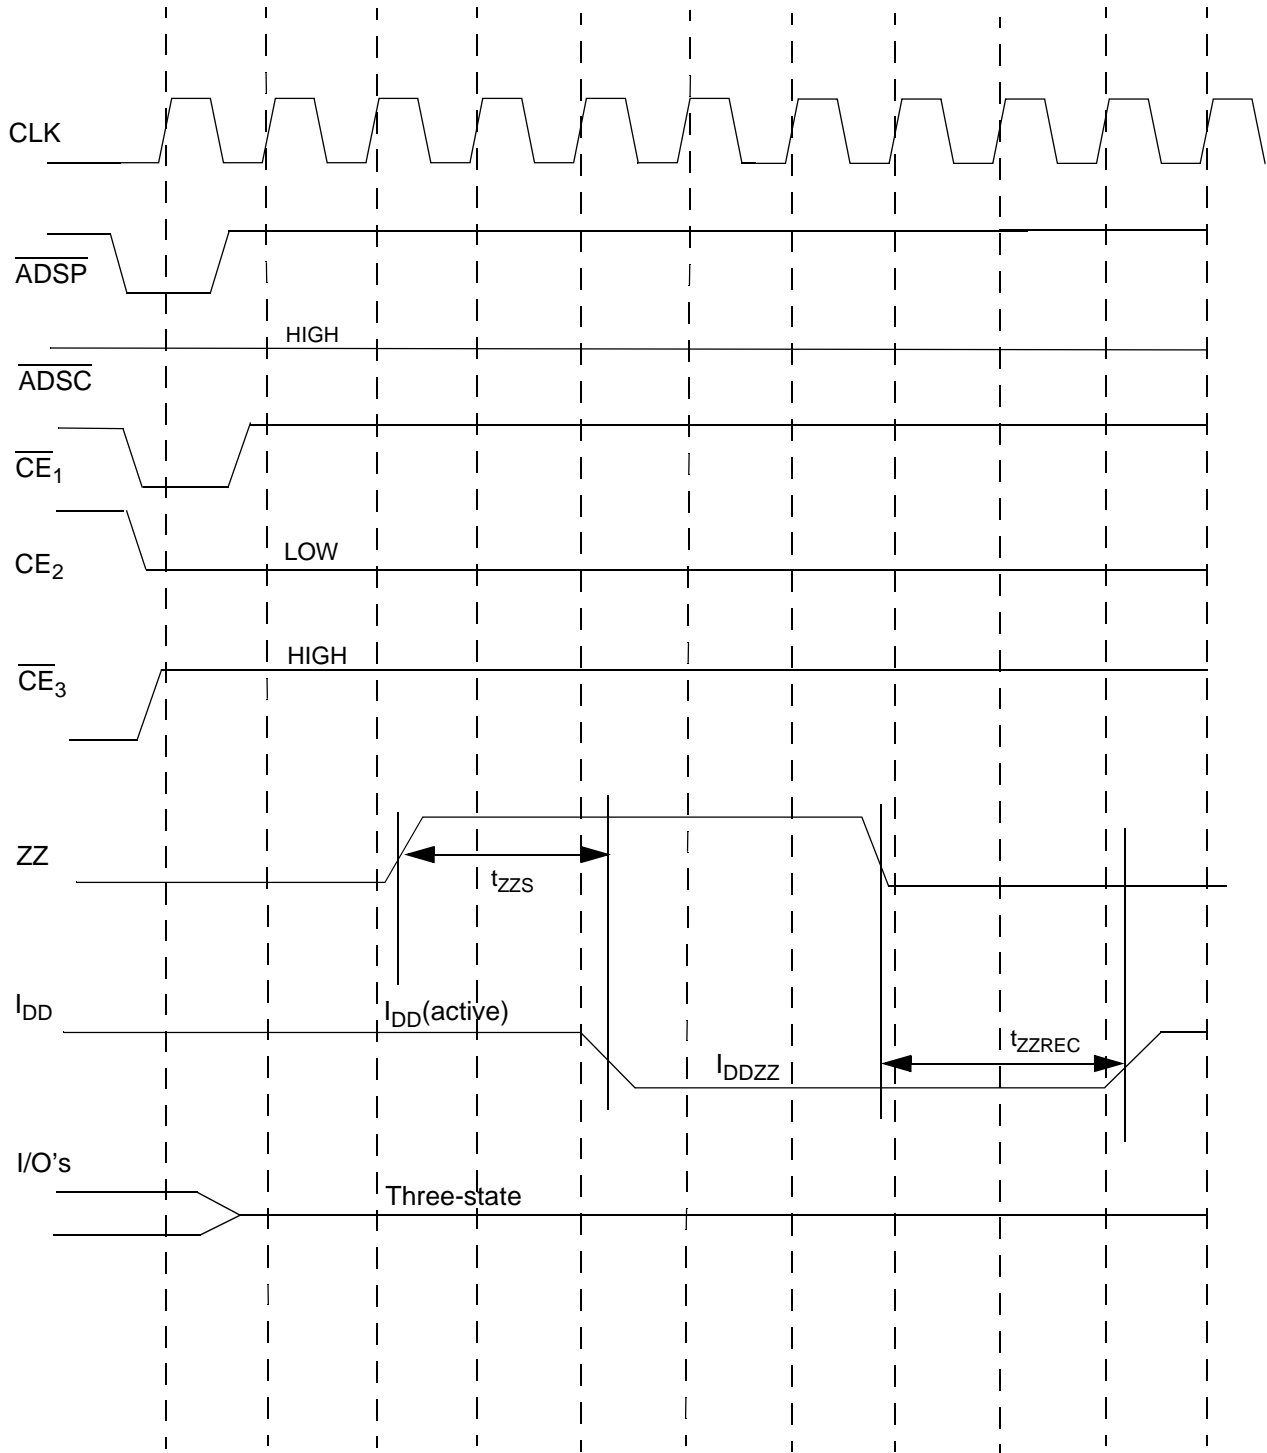 CLK
ADSP
HIGH
ADSC
CE1
LOW
CE2
HIGH
CE3
ZZ
tZZS
IDD
IDD(active)
tZZREC
IDDZZ
I/O's
Three-state